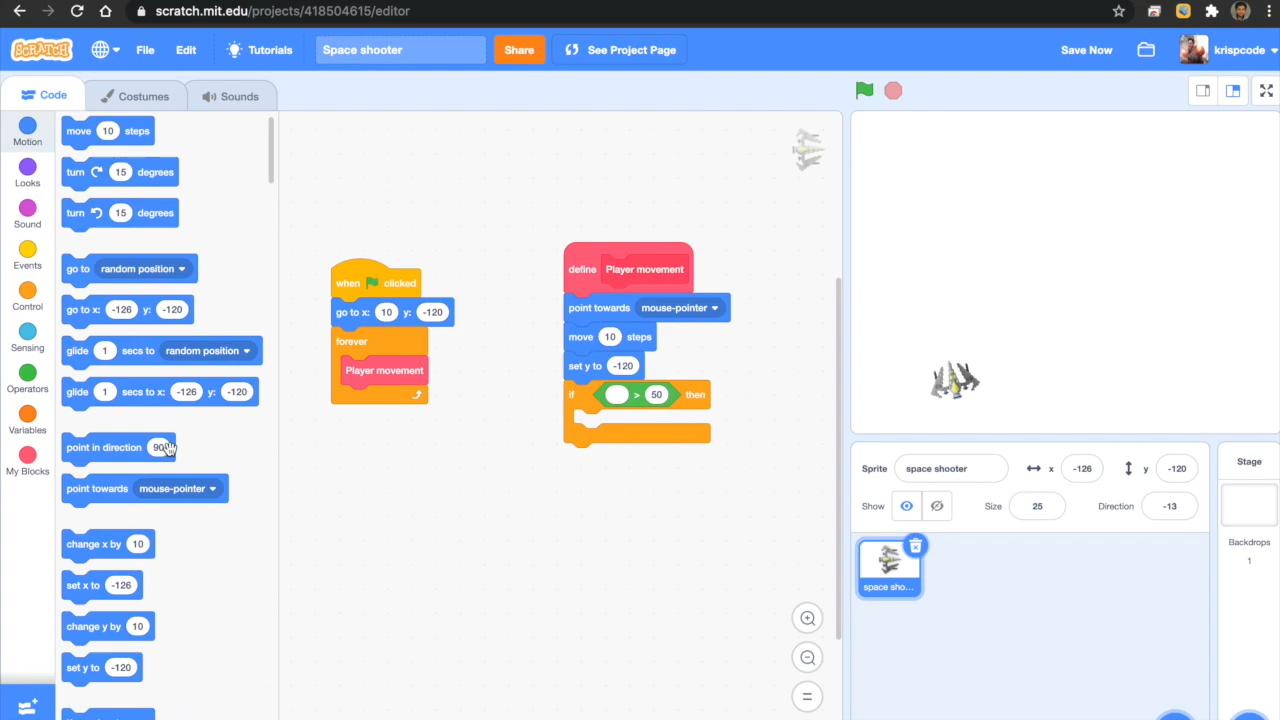 scratch.mit.edu/projects/418504615/editor
SCRATCH File Edit Tutorials Space shooter Share See Project Page Save Now krispcode
Code Costumes Sounds
Motion
Looks
Sound
Events
Control
Sensing
Operators
Variables
My Blocks
move 10 steps
turn 15 degrees
turn 15 degrees
go to random position
go to x: -126 y: -120
glide 1 secs to random position
glide 1 secs to x: -126 y: -120
point in direction 90
point towards mouse-pointer
change x by 10
set x to -126
change y by 10
set y to -120
when clicked
go to x: 10 y: -120
forever
Player movement
define Player movement
point towards mouse-pointer
move 10 steps
set y to -120
if > 50 then
Sprite space shooter x -126 y -120
Show Size 25 Direction -13
space sho...
Stage
Backdrops
1